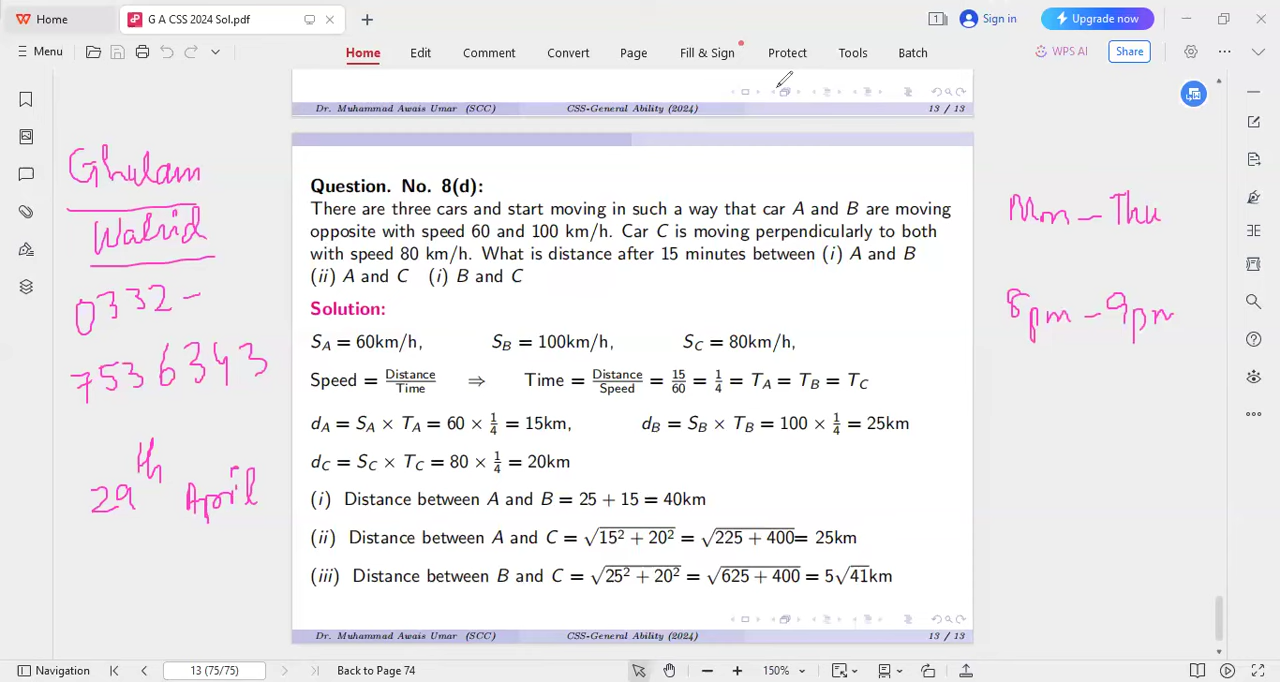 Home
G A CSS 2024 Sol.pdf
1
Sign in
Upgrade now
Menu
Home Edit Comment Convert Page Fill & Sign Protect Tools Batch
WPS AI
Share
Dr. Muhammad Awais Umar (SCC) CSS-General Ability (2024) 13 / 13
Ghulam
Walrid
0332-
7536343
29th April
Question. No. 8(d):
There are three cars and start moving in such a way that car A and B are moving
opposite with speed 60 and 100 km/h. Car C is moving perpendicularly to both
with speed 80 km/h. What is distance after 15 minutes between (i) A and B
(ii) A and C (i) B and C
Solution:
S_A = 60km/h, S_B = 100km/h, S_C = 80km/h,
Speed = Distance/Time ⇒ Time = Distance/Speed = 15/60 = 1/4 = T_A = T_B = T_C
d_A = S_A × T_A = 60 × 1/4 = 15km, d_B = S_B × T_B = 100 × 1/4 = 25km
d_C = S_C × T_C = 80 × 1/4 = 20km
(i) Distance between A and B = 25 + 15 = 40km
(ii) Distance between A and C = √(15² + 20²) = √(225 + 400) = 25km
(iii) Distance between B and C = √(25² + 20²) = √(625 + 400) = 5√41km
Mon - Thu
8pm - 9pm
Dr. Muhammad Awais Umar (SCC) CSS-General Ability (2024) 13 / 13
Navigation
13 (75/75)
Back to Page 74
150%